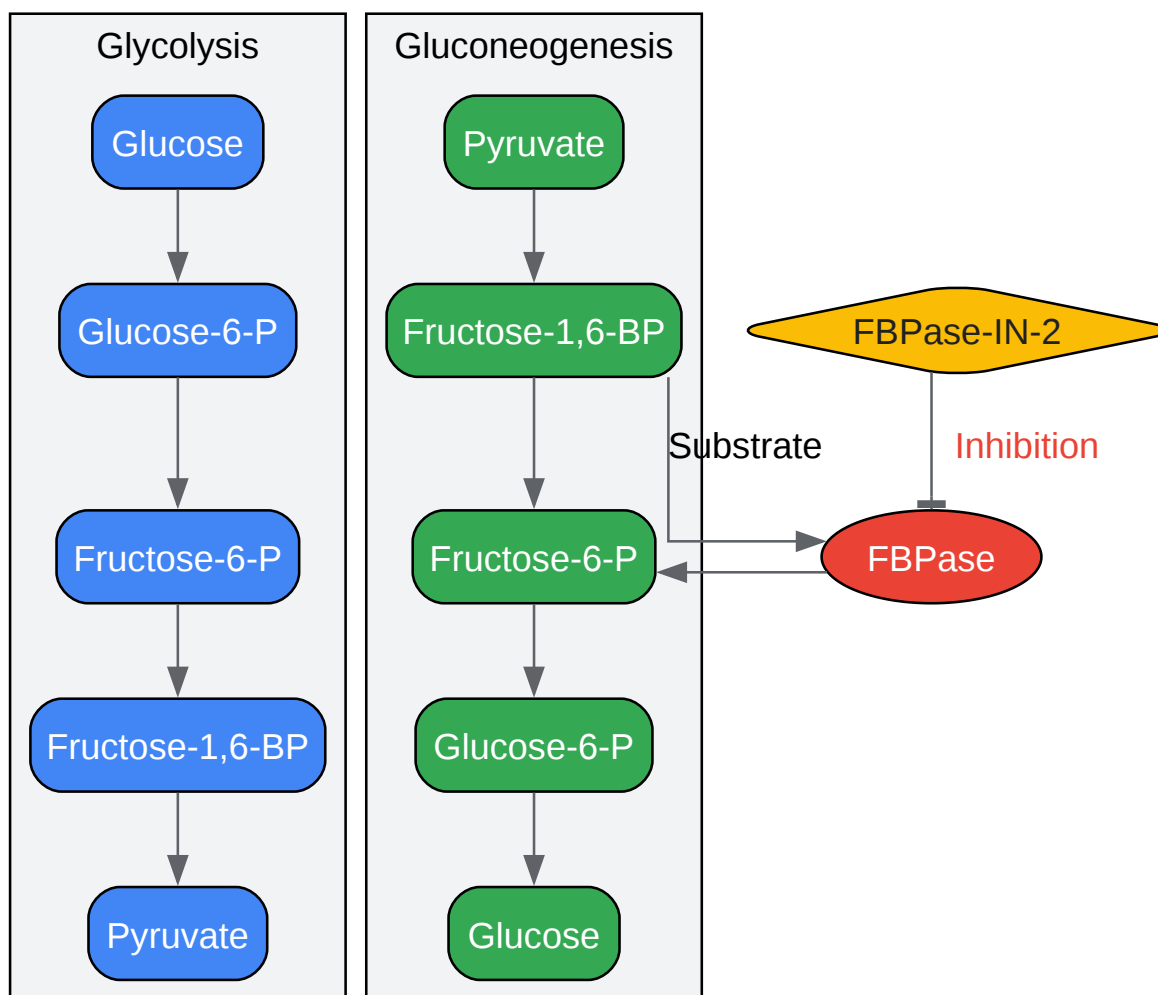 Glycolysis
Glucose
Glucose-6-P
Fructose-6-P
Fructose-1,6-BP
Pyruvate
Gluconeogenesis
Pyruvate
Fructose-1,6-BP
Fructose-6-P
Glucose-6-P
Glucose
Substrate
FBPase-IN-2
Inhibition
FBPase